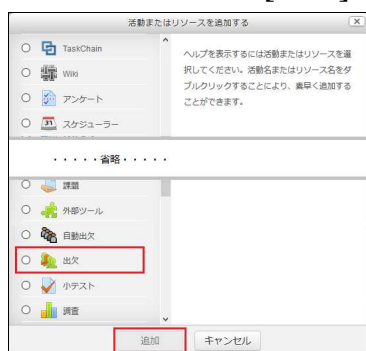 活動またはリソースを追加する
TaskChain
Wiki
アンケート
スケジューラー
ヘルプを表示するには活動またはリソースを選
択してください。活動名またはリソース名をダ
ブルクリックすることにより、素早く追加する
ことができます。
・・・・・省略・・・・・
課題
外部ツール
自動出欠
出欠
小テスト
調査
追加
キャンセル